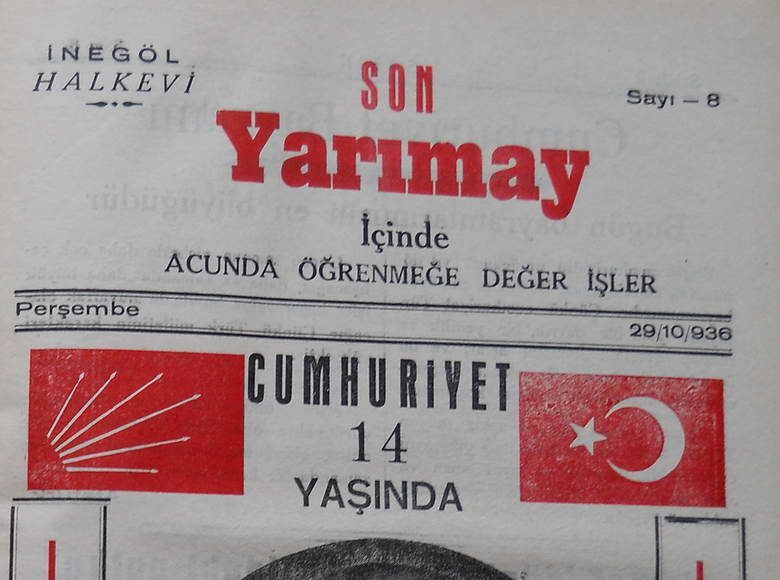 İNEGÖL
HALKEVİ
SON
Sayı — 8
Yarımay
İçinde
ACUNDA ÖĞRENMEĞE DEĞER İŞLER
Perşembe
29/10/936
CUMHURİYET
14
YAŞINDA